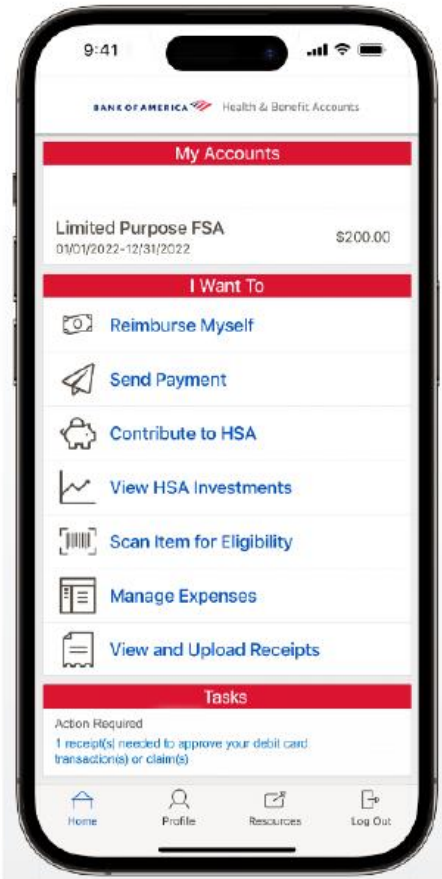 9:41
BANK OF AMERICA Health & Benefit Accounts
My Accounts
Limited Purpose FSA
$200.00
01/01/2022-12/31/2022
I Want To
Reimburse Myself
Send Payment
Contribute to HSA
View HSA Investments
Scan Item for Eligibility
Manage Expenses
View and Upload Receipts
Tasks
Action Required
1 receipt(s) needed to approve your debit card
transaction(s) or claim(s)
Home Profile Resources Log Out